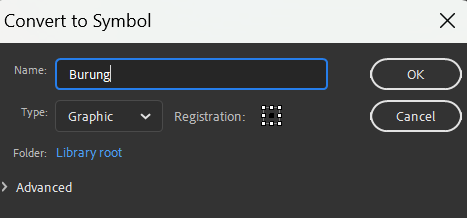 Convert to Symbol
Name: Burung OK
Type: Graphic Registration: Cancel
Folder: Library root
Advanced